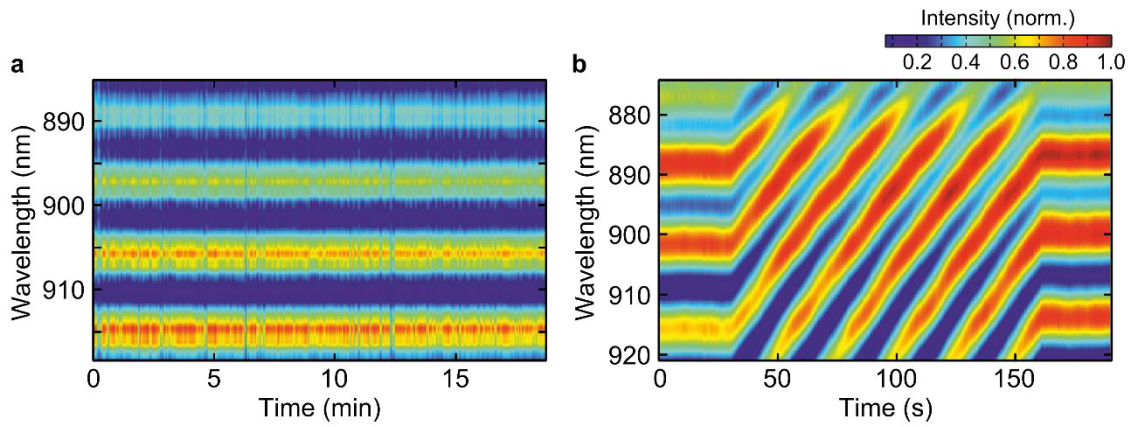 Intensity (norm.)
0.2 0.4 0.6 0.8 1.0
a
b
890
900
910
Wavelength (nm)
0 5 10 15
Time (min)
880
890
900
910
920
Wavelength (nm)
0 50 100 150
Time (s)